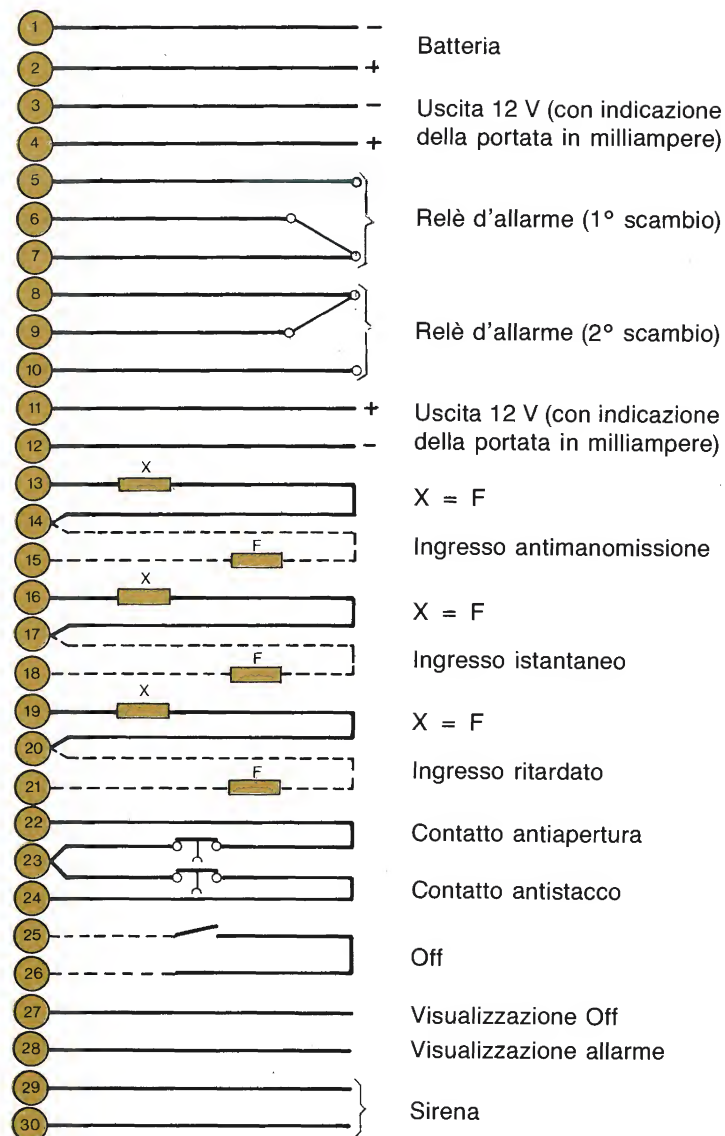 1 –
Batteria
2 +
3 –
Uscita 12 V (con indicazione
della portata in milliampere)
4 +
5
6
Relè d'allarme (1° scambio)
7
8
9
Relè d'allarme (2° scambio)
10
11 +
Uscita 12 V (con indicazione
della portata in milliampere)
12 –
X
13
X = F
14
F
Ingresso antimanomissione
15
X
16
X = F
17
F
Ingresso istantaneo
18
X
19
X = F
20
F
Ingresso ritardato
21
22
Contatto antiapertura
23
Contatto antistacco
24
25
Off
26
27
Visualizzazione Off
28
Visualizzazione allarme
29
Sirena
30